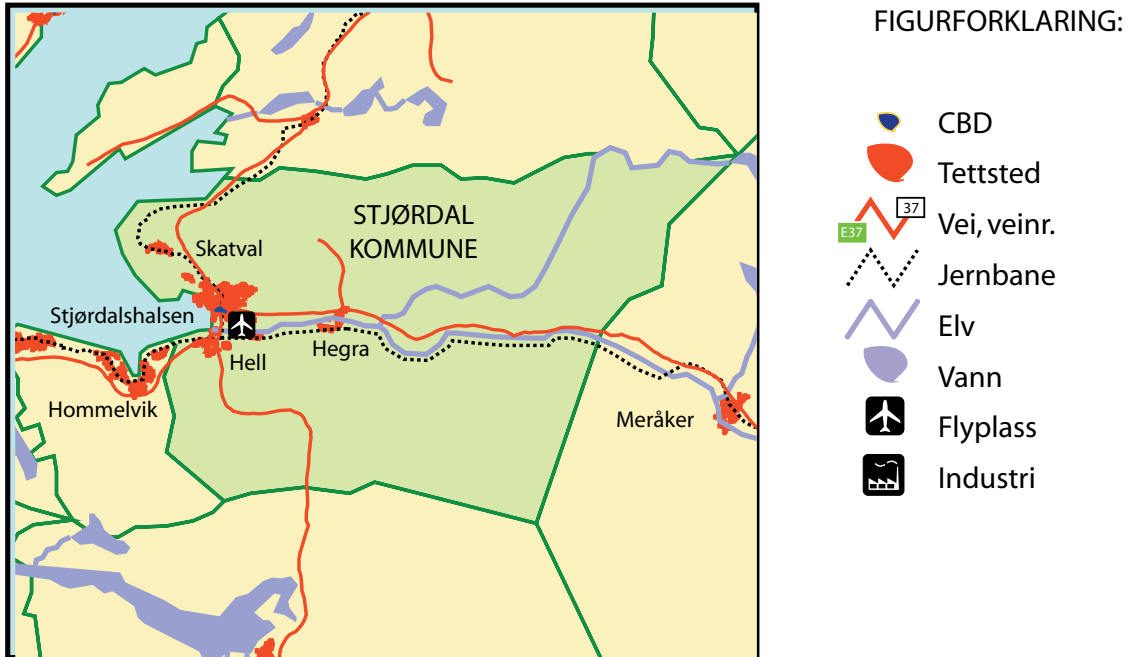 STJØRDAL
KOMMUNE
Skatval
Stjørdalshalsen
Hell
Hegra
Hommelvik
Meråker
FIGURFORKLARING:
CBD
Tettsted
E37
37
Vei, veinr.
Jernbane
Elv
Vann
Flyplass
Industri